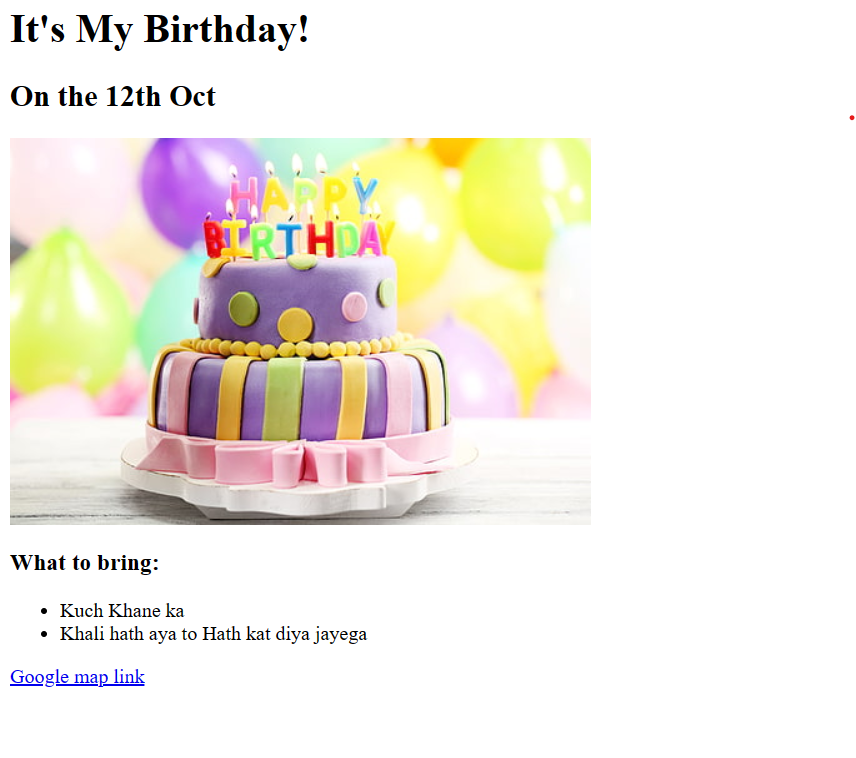 It's My Birthday!
On the 12th Oct
HAPPY
BIRTHDAY
What to bring:
Kuch Khane ka
Khali hath aya to Hath kat diya jayega
Google map link